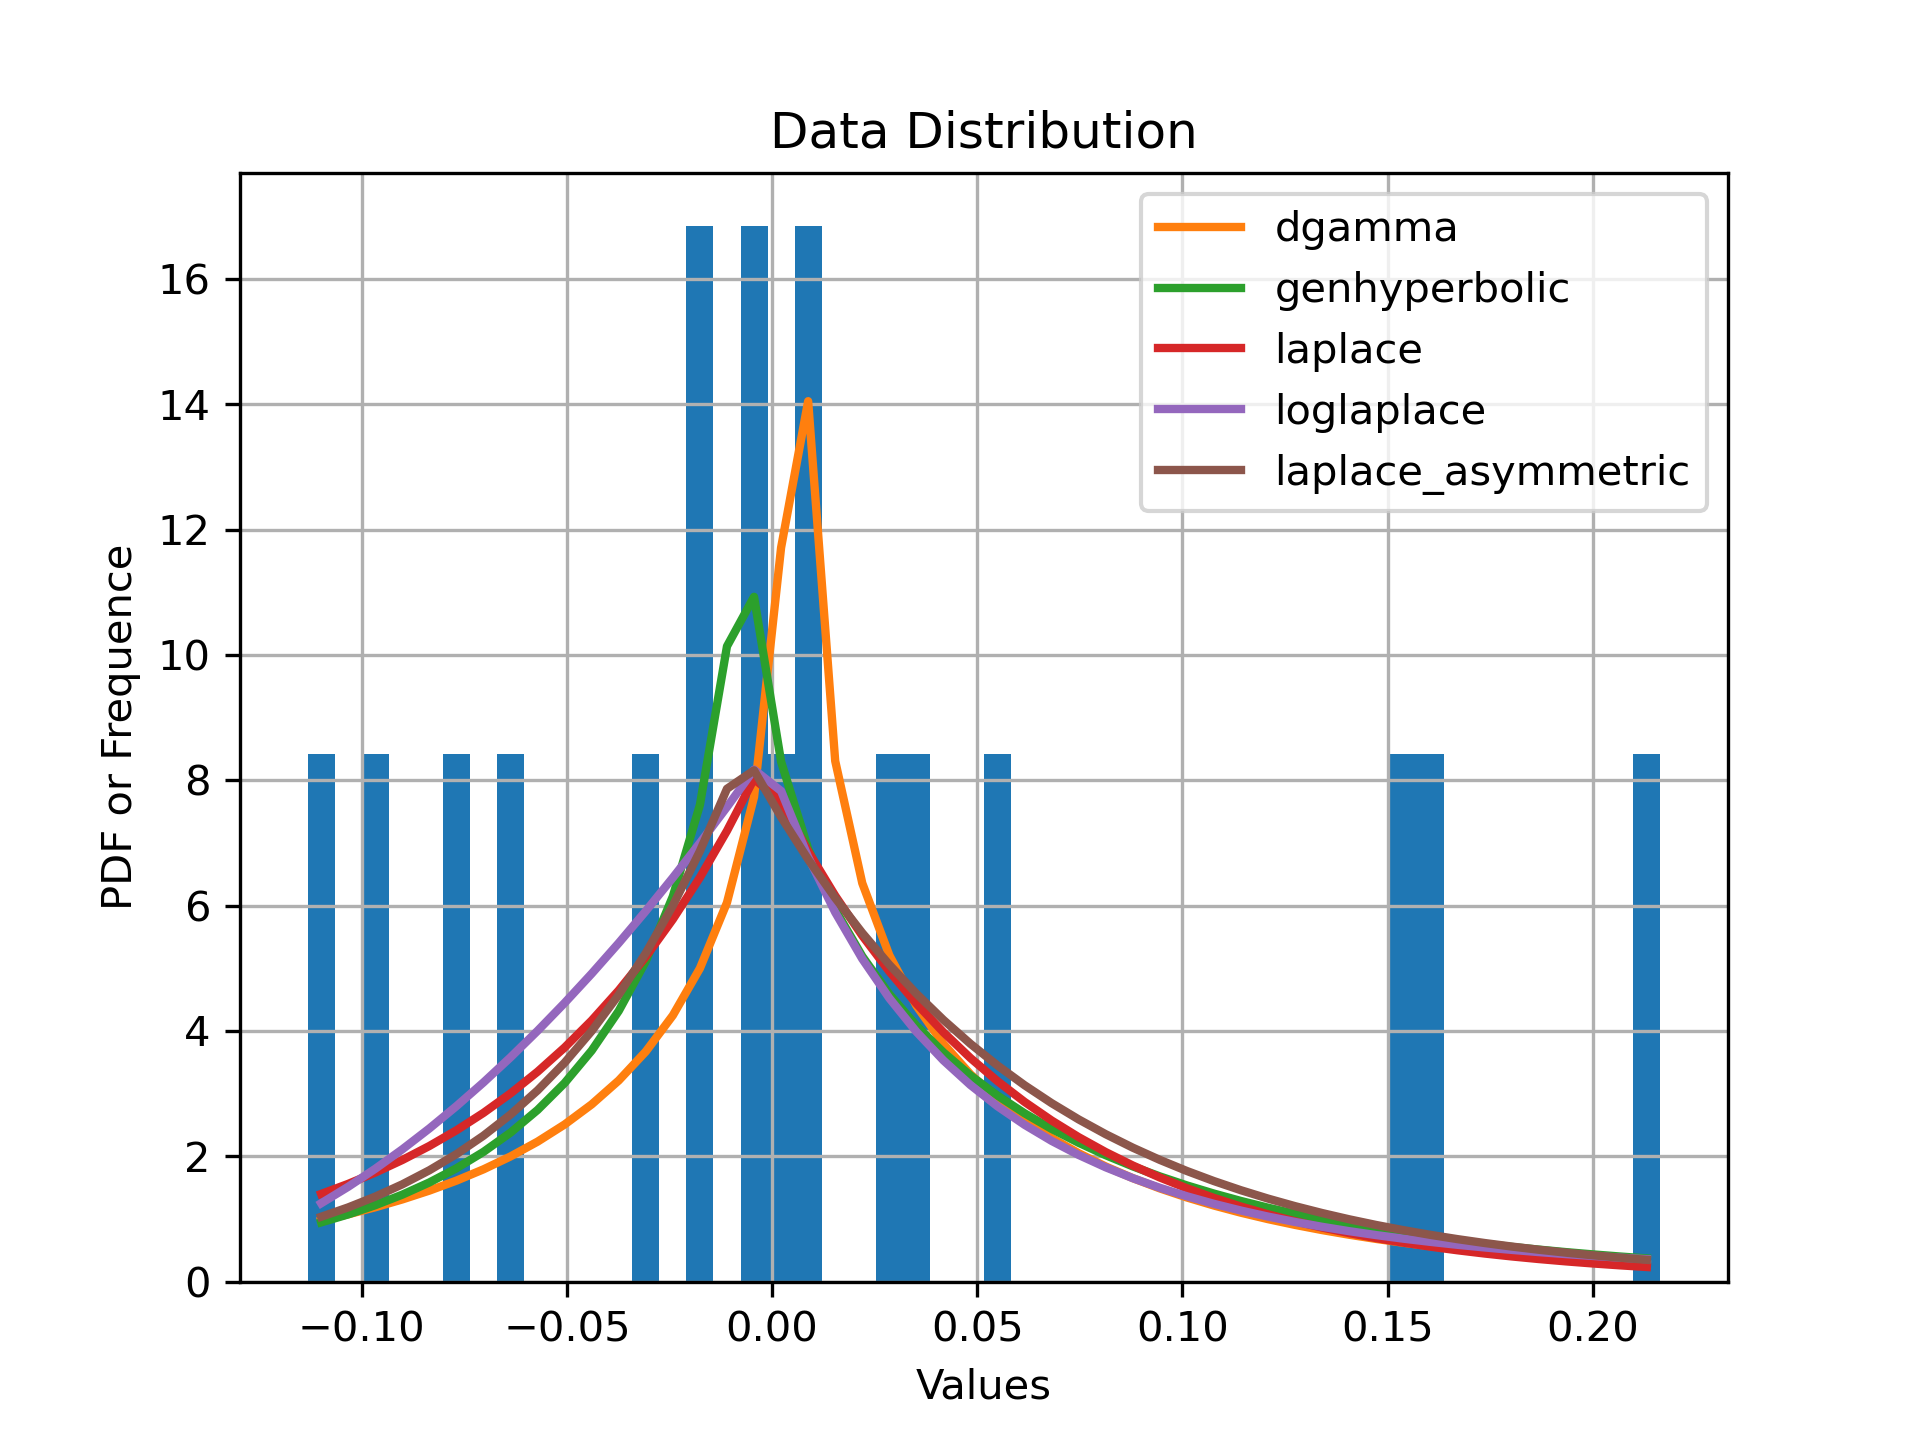 Data Distribution
dgamma
genhyperbolic
laplace
loglaplace
laplace_asymmetric
PDF or Frequence
16
14
12
10
8
6
4
2
0
−0.10 −0.05 0.00 0.05 0.10 0.15 0.20
Values